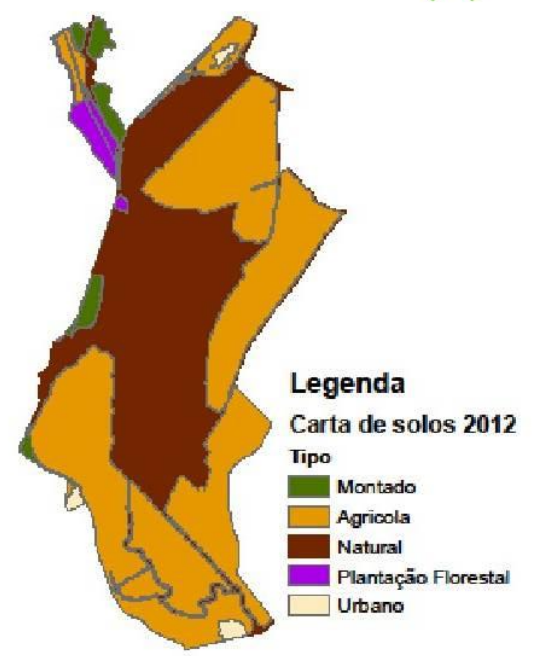 Legenda
Carta de solos 2012
Tipo
Montado
Agricola
Natural
Plantação Florestal
Urbano